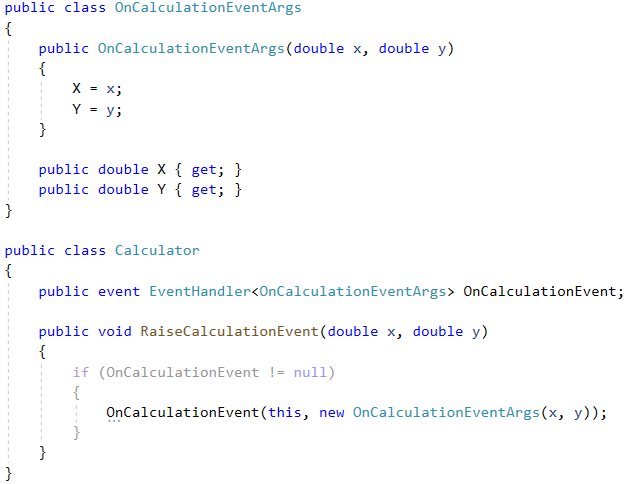 public class OnCalculationEventArgs
{
    public OnCalculationEventArgs(double x, double y)
    {
        X = x;
        Y = y;
    }

    public double X { get; }
    public double Y { get; }
}

public class Calculator
{
    public event EventHandler<OnCalculationEventArgs> OnCalculationEvent;

    public void RaiseCalculationEvent(double x, double y)
    {
        if (OnCalculationEvent != null)
        {
            OnCalculationEvent(this, new OnCalculationEventArgs(x, y));
        }
    }
}